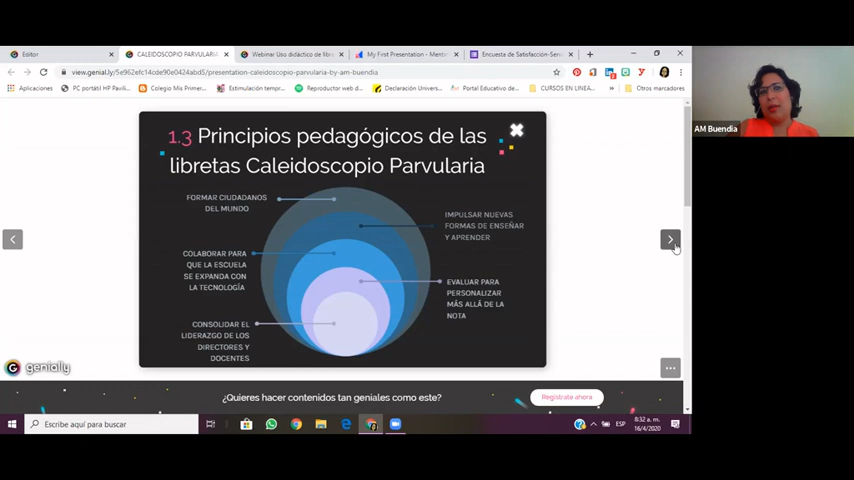 Editor
CALEIDOSCOPIO PARVULARIA
Webinar Uso didáctico de libr
My First Presentation - Menti
Encuesta de Satisfacción-Serv
view.genial.ly/5e962efc14cde90e0424abd5/presentation-caleidoscopio-parvularia-by-am-buendia
Aplicaciones
PC portátil HP Pavili...
Colegio Mis Primer...
Estimulación tempr...
Reproductor web d...
Declaración Univer...
Portal Educativo de...
CURSOS EN LINEA...
Otros marcadores
AM Buendia
1.3 Principios pedagógicos de las
libretas Caleidoscopio Parvularia
FORMAR CIUDADANOS
DEL MUNDO
IMPULSAR NUEVAS
FORMAS DE ENSEÑAR
Y APRENDER
COLABORAR PARA
QUE LA ESCUELA
SE EXPANDA CON
LA TECNOLOGÍA
EVALUAR PARA
PERSONALIZAR
MÁS ALLÁ DE LA
NOTA
CONSOLIDAR EL
LIDERAZGO DE LOS
DIRECTORES Y
DOCENTES
genially
¿Quieres hacer contenidos tan geniales como este?
Regístrate ahora
Escribe aquí para buscar
ESP
8:32 a. m.
16/4/2020